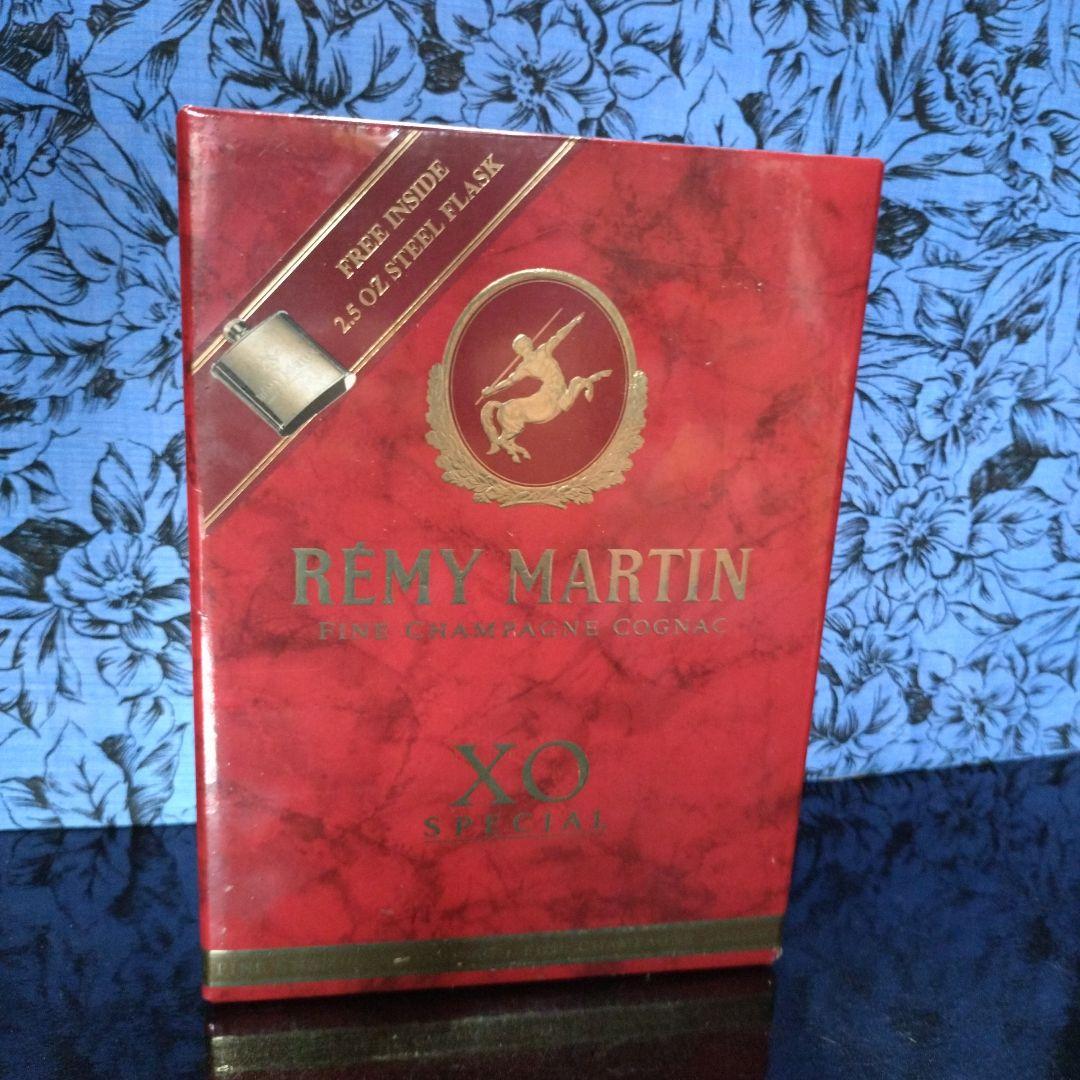 FREE INSIDE
2.5 OZ STEEL FLASK
RÉMY MARTIN
FINE CHAMPAGNE COGNAC
XO
SPECIAL